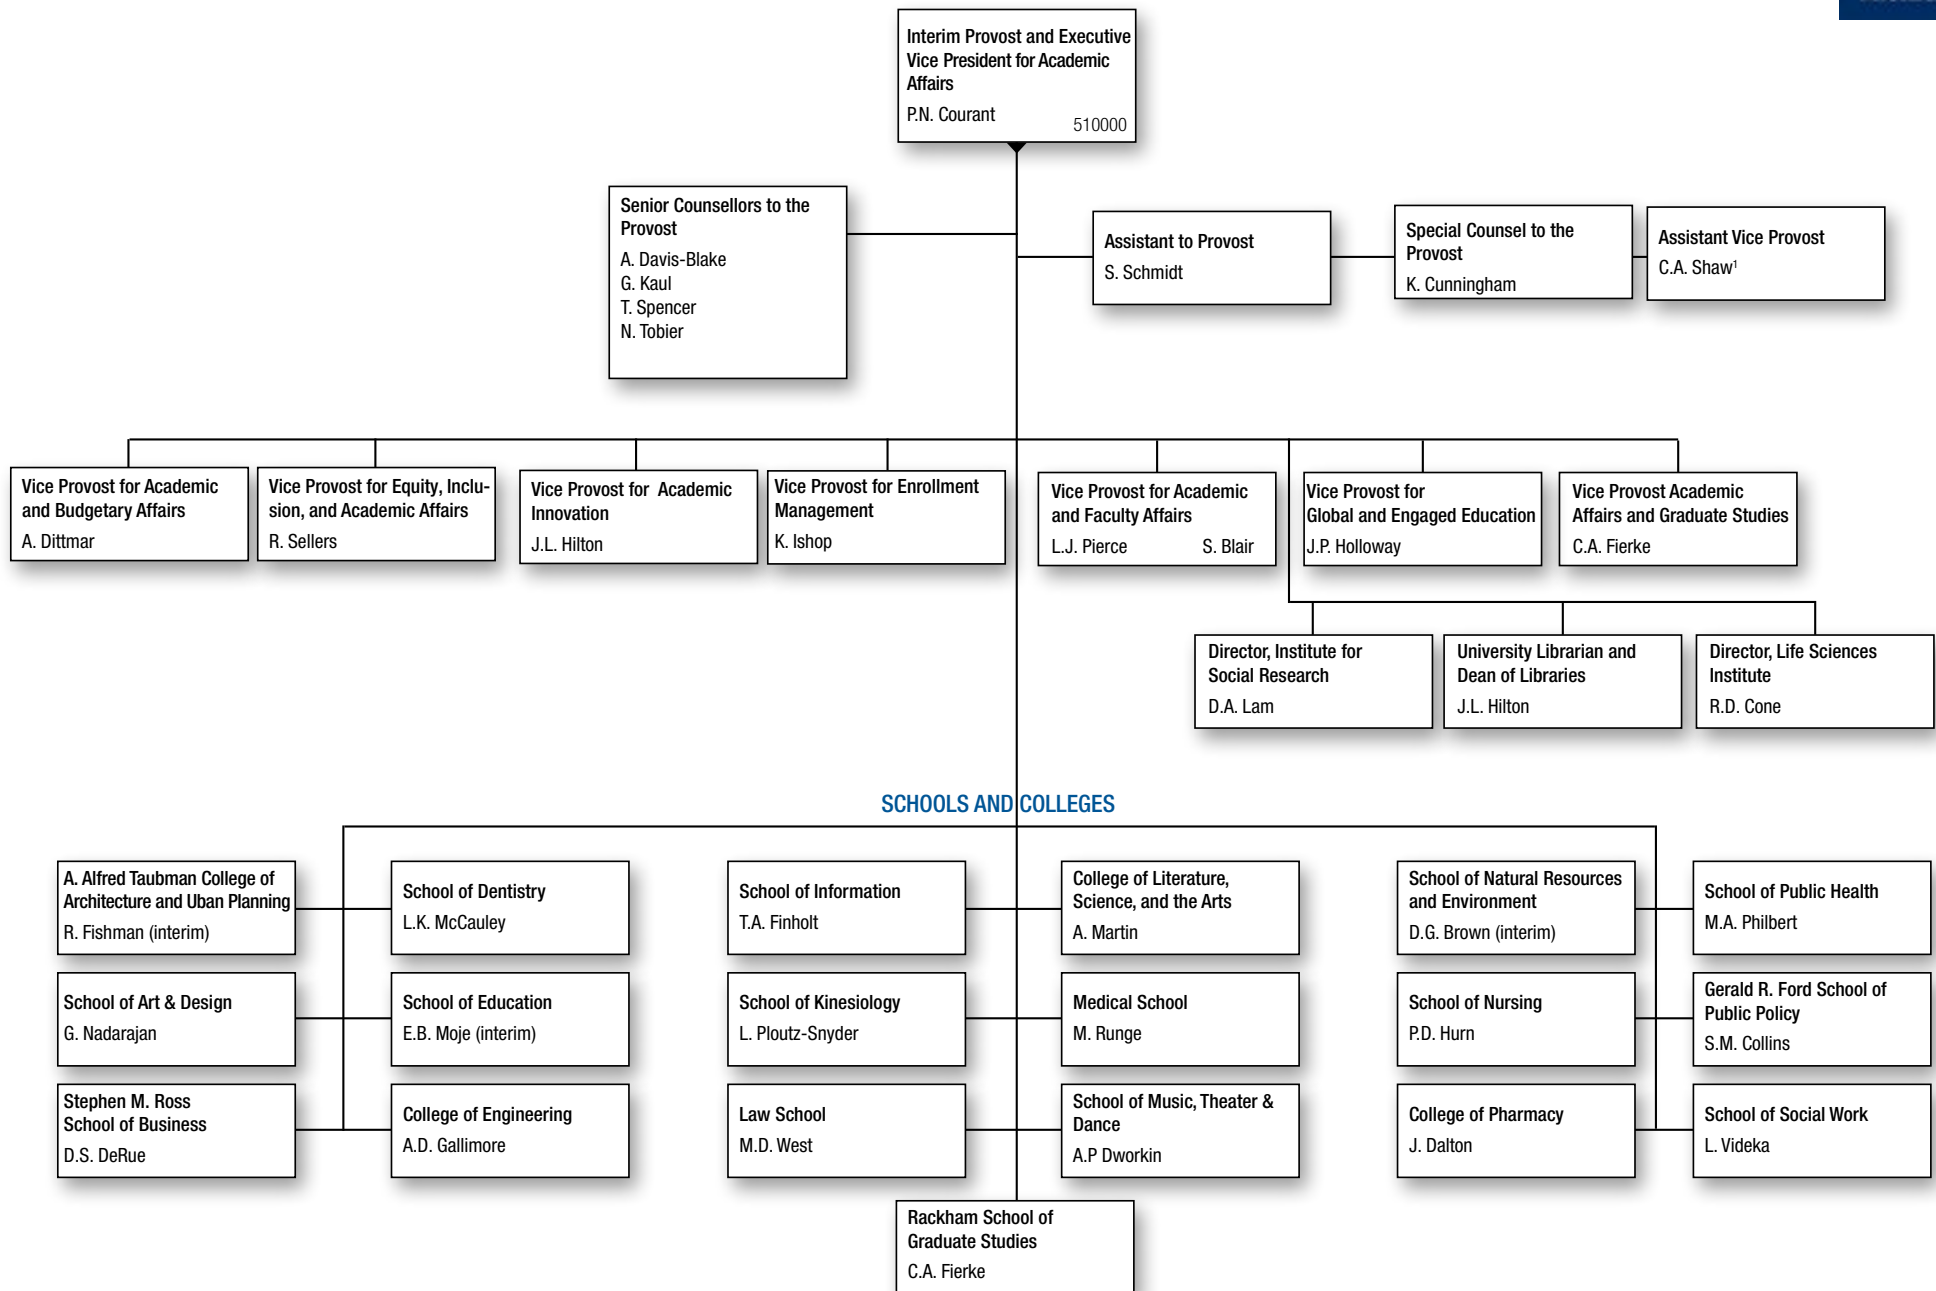 Interim Provost and Executive
Vice President for Academic
Affairs
P.N. Courant
510000
Senior Counsellors to the
Provost
A. Davis-Blake
G. Kaul
T. Spencer
N. Tobier
Assistant to Provost
S. Schmidt
Special Counsel to the
Provost
K. Cunningham
Assistant Vice Provost
C.A. Shaw¹
Vice Provost for Academic
and Budgetary Affairs
A. Dittmar
Vice Provost for Equity, Inclu-
sion, and Academic Affairs
R. Sellers
Vice Provost for Academic
Innovation
J.L. Hilton
Vice Provost for Enrollment
Management
K. Ishop
Vice Provost for Academic
and Faculty Affairs
L.J. Pierce S. Blair
Vice Provost for
Global and Engaged Education
J.P. Holloway
Vice Provost Academic
Affairs and Graduate Studies
C.A. Fierke
Director, Institute for
Social Research
D.A. Lam
University Librarian and
Dean of Libraries
J.L. Hilton
Director, Life Sciences
Institute
R.D. Cone
SCHOOLS AND COLLEGES
A. Alfred Taubman College of
Architecture and Uban Planning
R. Fishman (interim)
School of Dentistry
L.K. McCauley
School of Information
T.A. Finholt
College of Literature,
Science, and the Arts
A. Martin
School of Natural Resources
and Environment
D.G. Brown (interim)
School of Public Health
M.A. Philbert
School of Art & Design
G. Nadarajan
School of Education
E.B. Moje (interim)
School of Kinesiology
L. Ploutz-Snyder
Medical School
M. Runge
School of Nursing
P.D. Hurn
Gerald R. Ford School of
Public Policy
S.M. Collins
Stephen M. Ross
School of Business
D.S. DeRue
College of Engineering
A.D. Gallimore
Law School
M.D. West
School of Music, Theater &
Dance
A.P Dworkin
College of Pharmacy
J. Dalton
School of Social Work
L. Videka
Rackham School of
Graduate Studies
C.A. Fierke